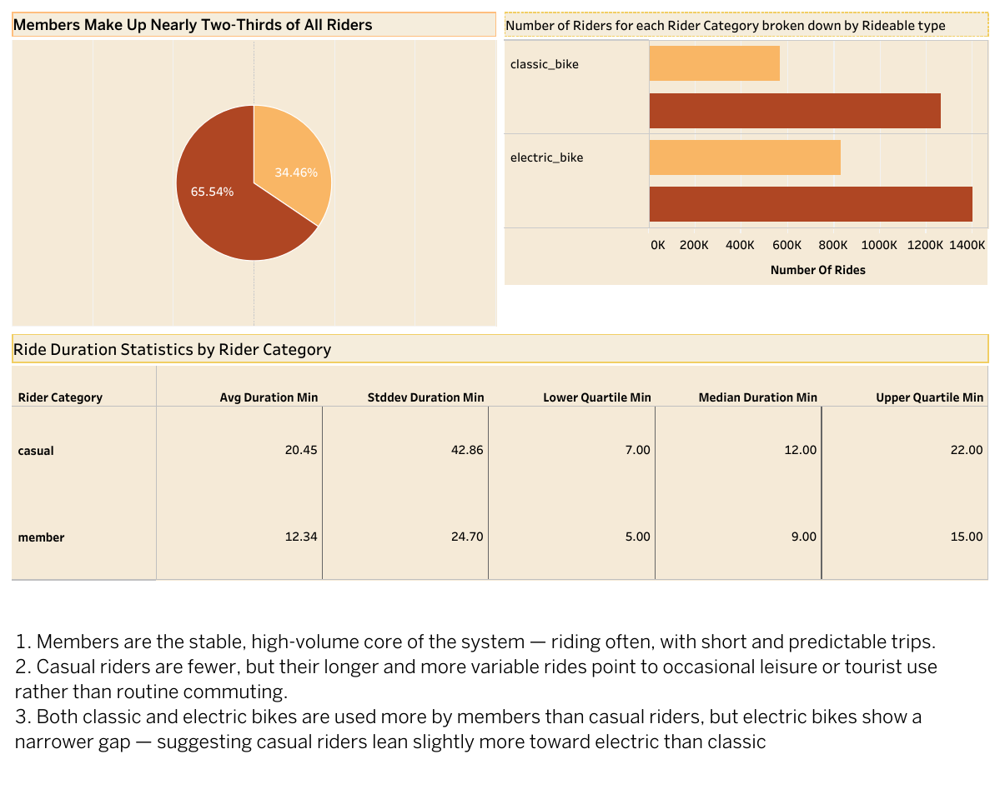 Members Make Up Nearly Two-Thirds of All Riders
34.46%
65.54%
Number of Riders for each Rider Category broken down by Rideable type
classic_bike
electric_bike
0K 200K 400K 600K 800K 1000K 1200K 1400K
Number Of Rides
Ride Duration Statistics by Rider Category
Rider Category Avg Duration Min Stddev Duration Min Lower Quartile Min Median Duration Min Upper Quartile Min
casual 20.45 42.86 7.00 12.00 22.00
member 12.34 24.70 5.00 9.00 15.00
1. Members are the stable, high-volume core of the system — riding often, with short and predictable trips.
2. Casual riders are fewer, but their longer and more variable rides point to occasional leisure or tourist use
rather than routine commuting.
3. Both classic and electric bikes are used more by members than casual riders, but electric bikes show a
narrower gap — suggesting casual riders lean slightly more toward electric than classic